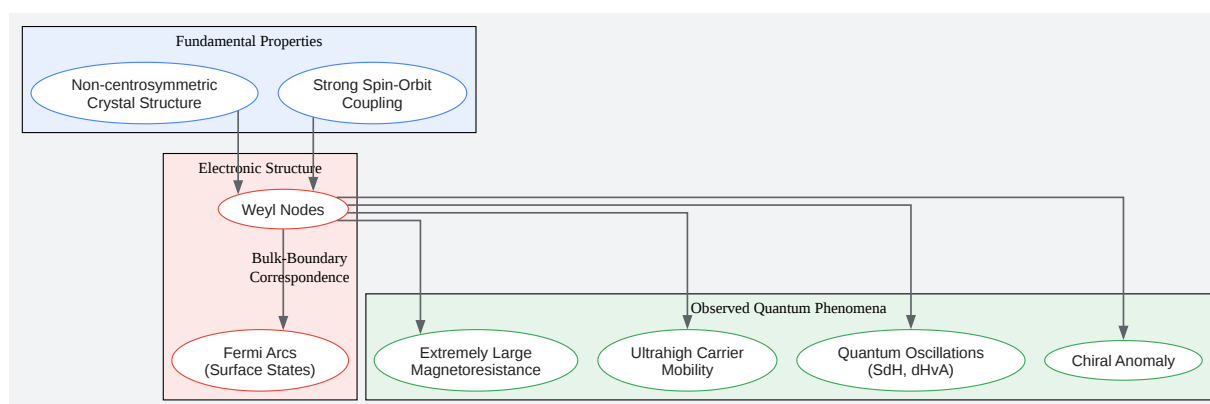 Fundamental Properties
Non-centrosymmetric
Crystal Structure
Strong Spin-Orbit
Coupling
Electronic Structure
Weyl Nodes
Bulk-Boundary
Correspondence
Observed Quantum Phenomena
Fermi Arcs
(Surface States)
Extremely Large
Magnetoresistance
Ultrahigh Carrier
Mobility
Quantum Oscillations
(SdH, dHvA)
Chiral Anomaly